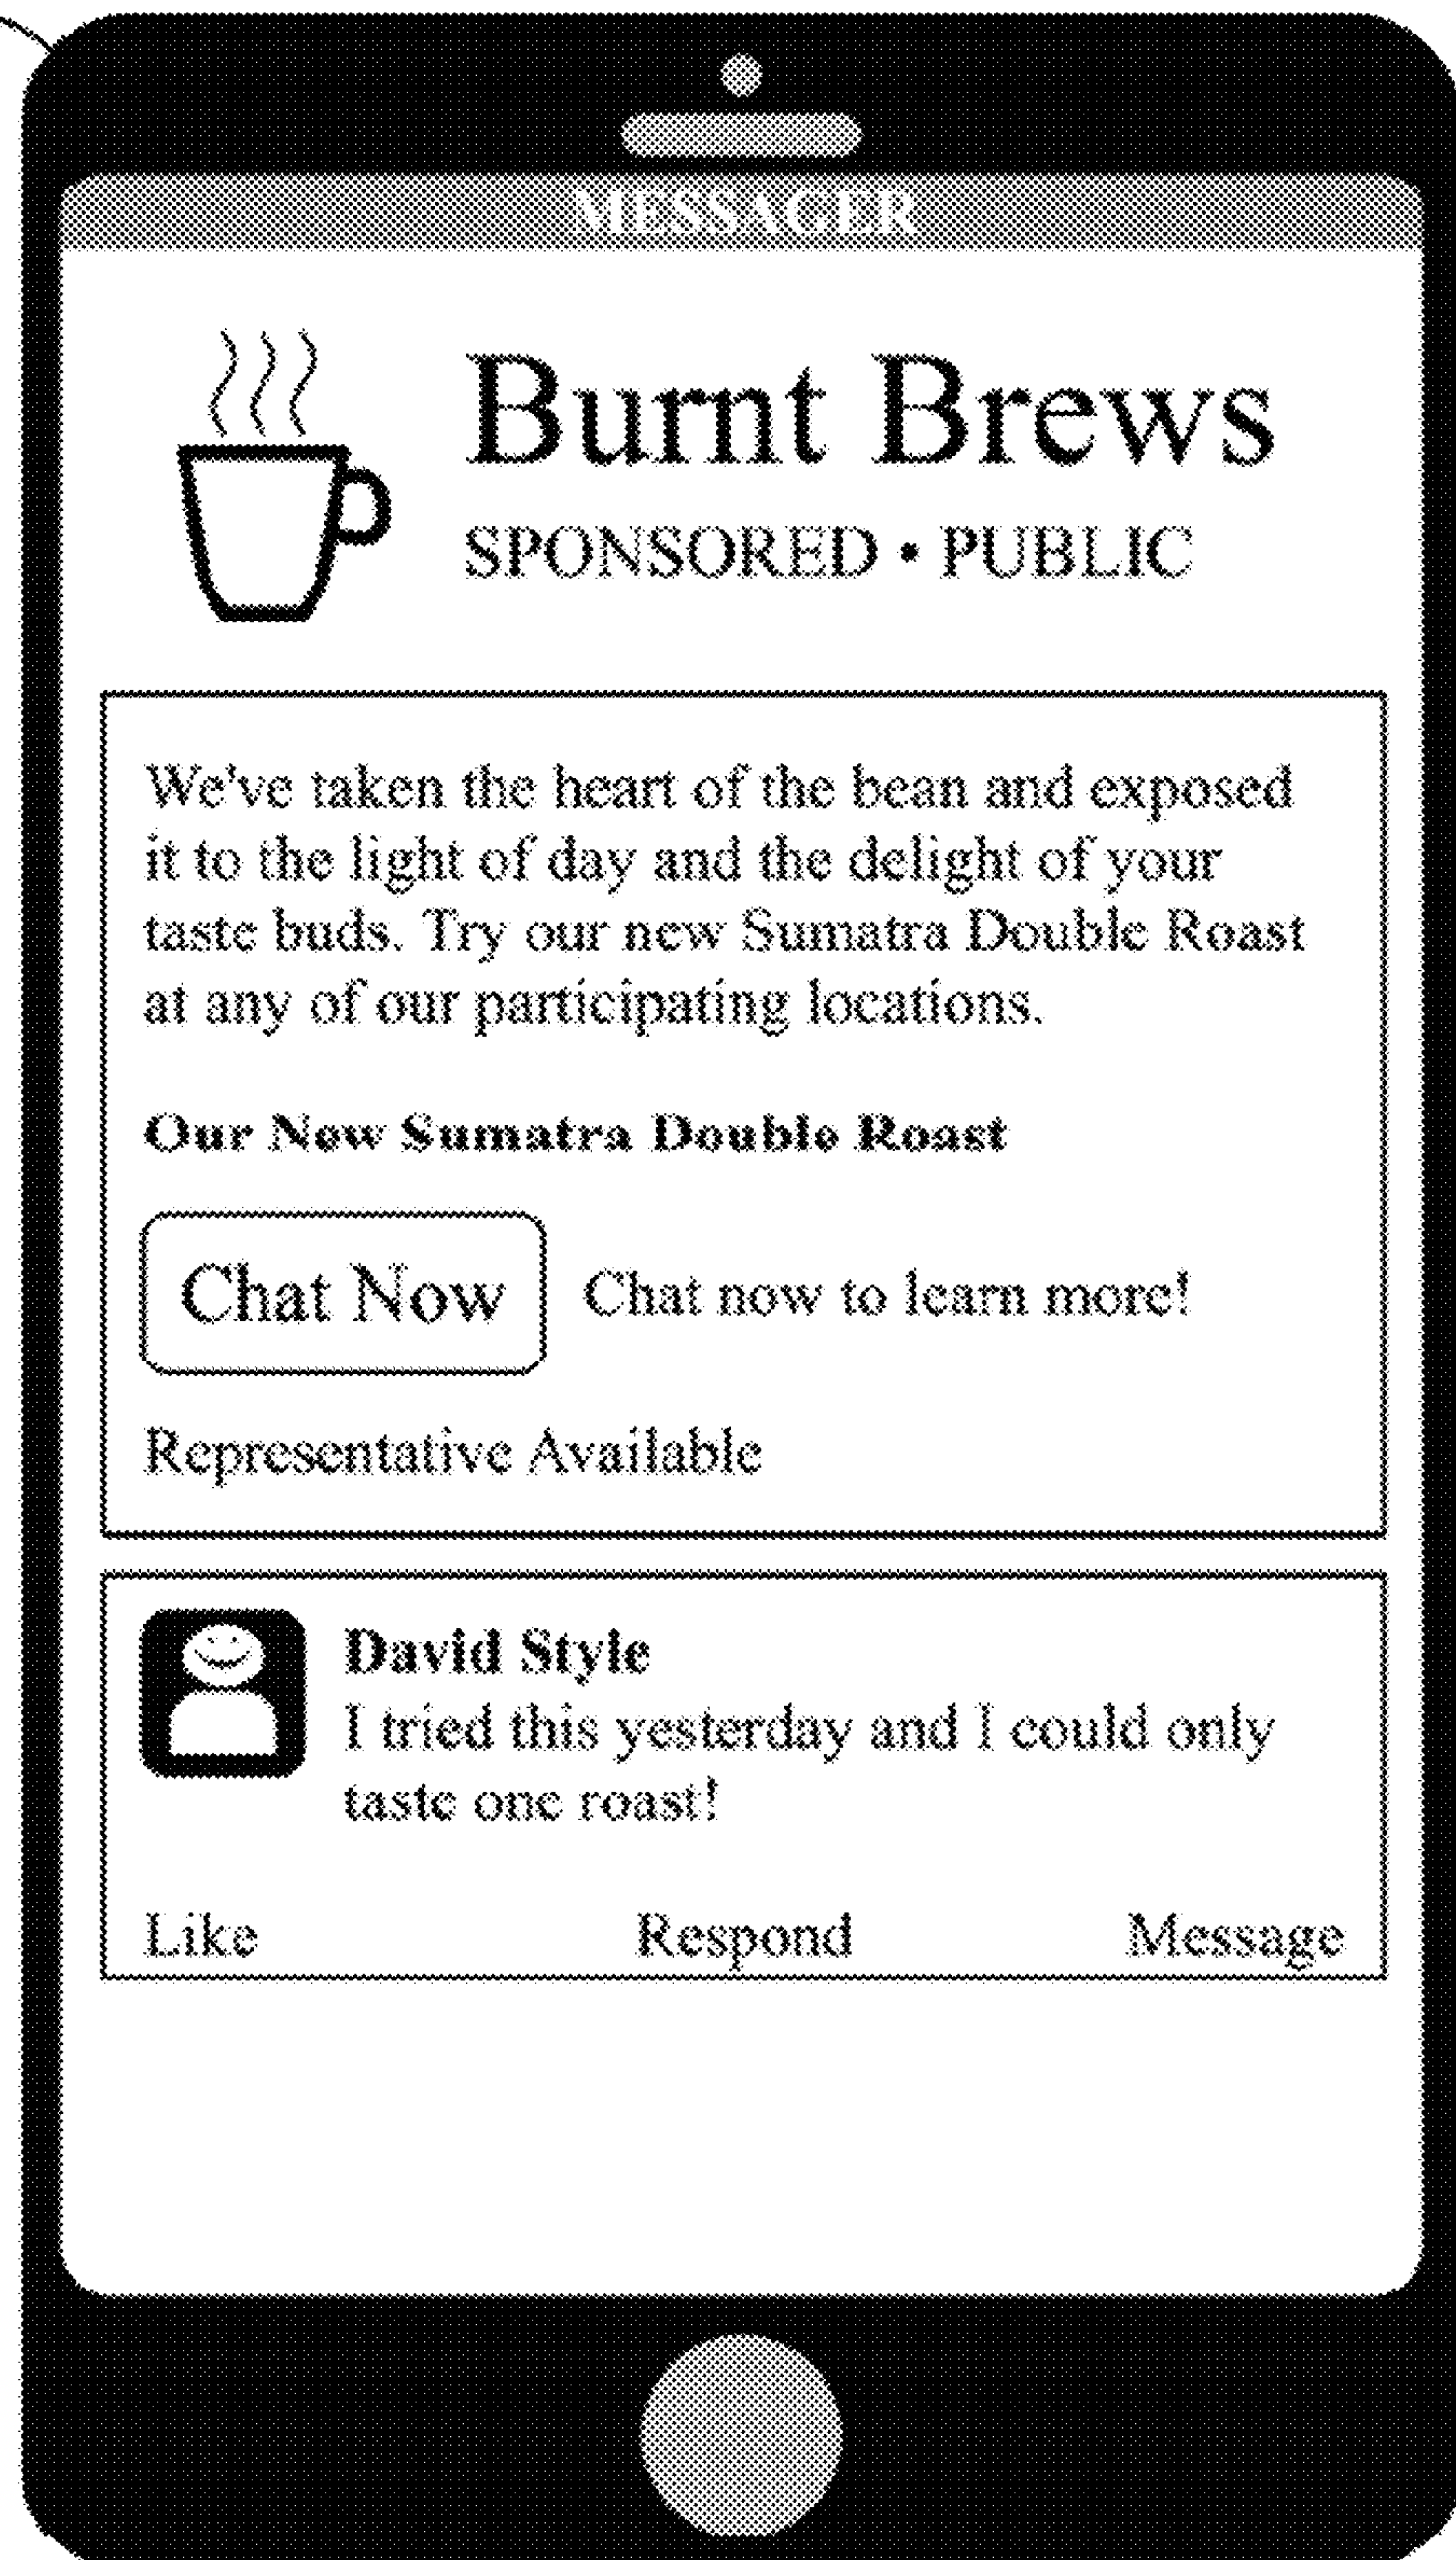 MESSAGER
Burnt Brews
SPONSORED • PUBLIC
We've taken the heart of the bean and exposed
it to the light of day and the delight of your
taste buds. Try our new Sumatra Double Roast
at any of our participating locations.
Our New Sumatra Double Roast
Chat Now Chat now to learn more!
Representative Available
David Style
I tried this yesterday and I could only
taste one roast!
Like Respond Message